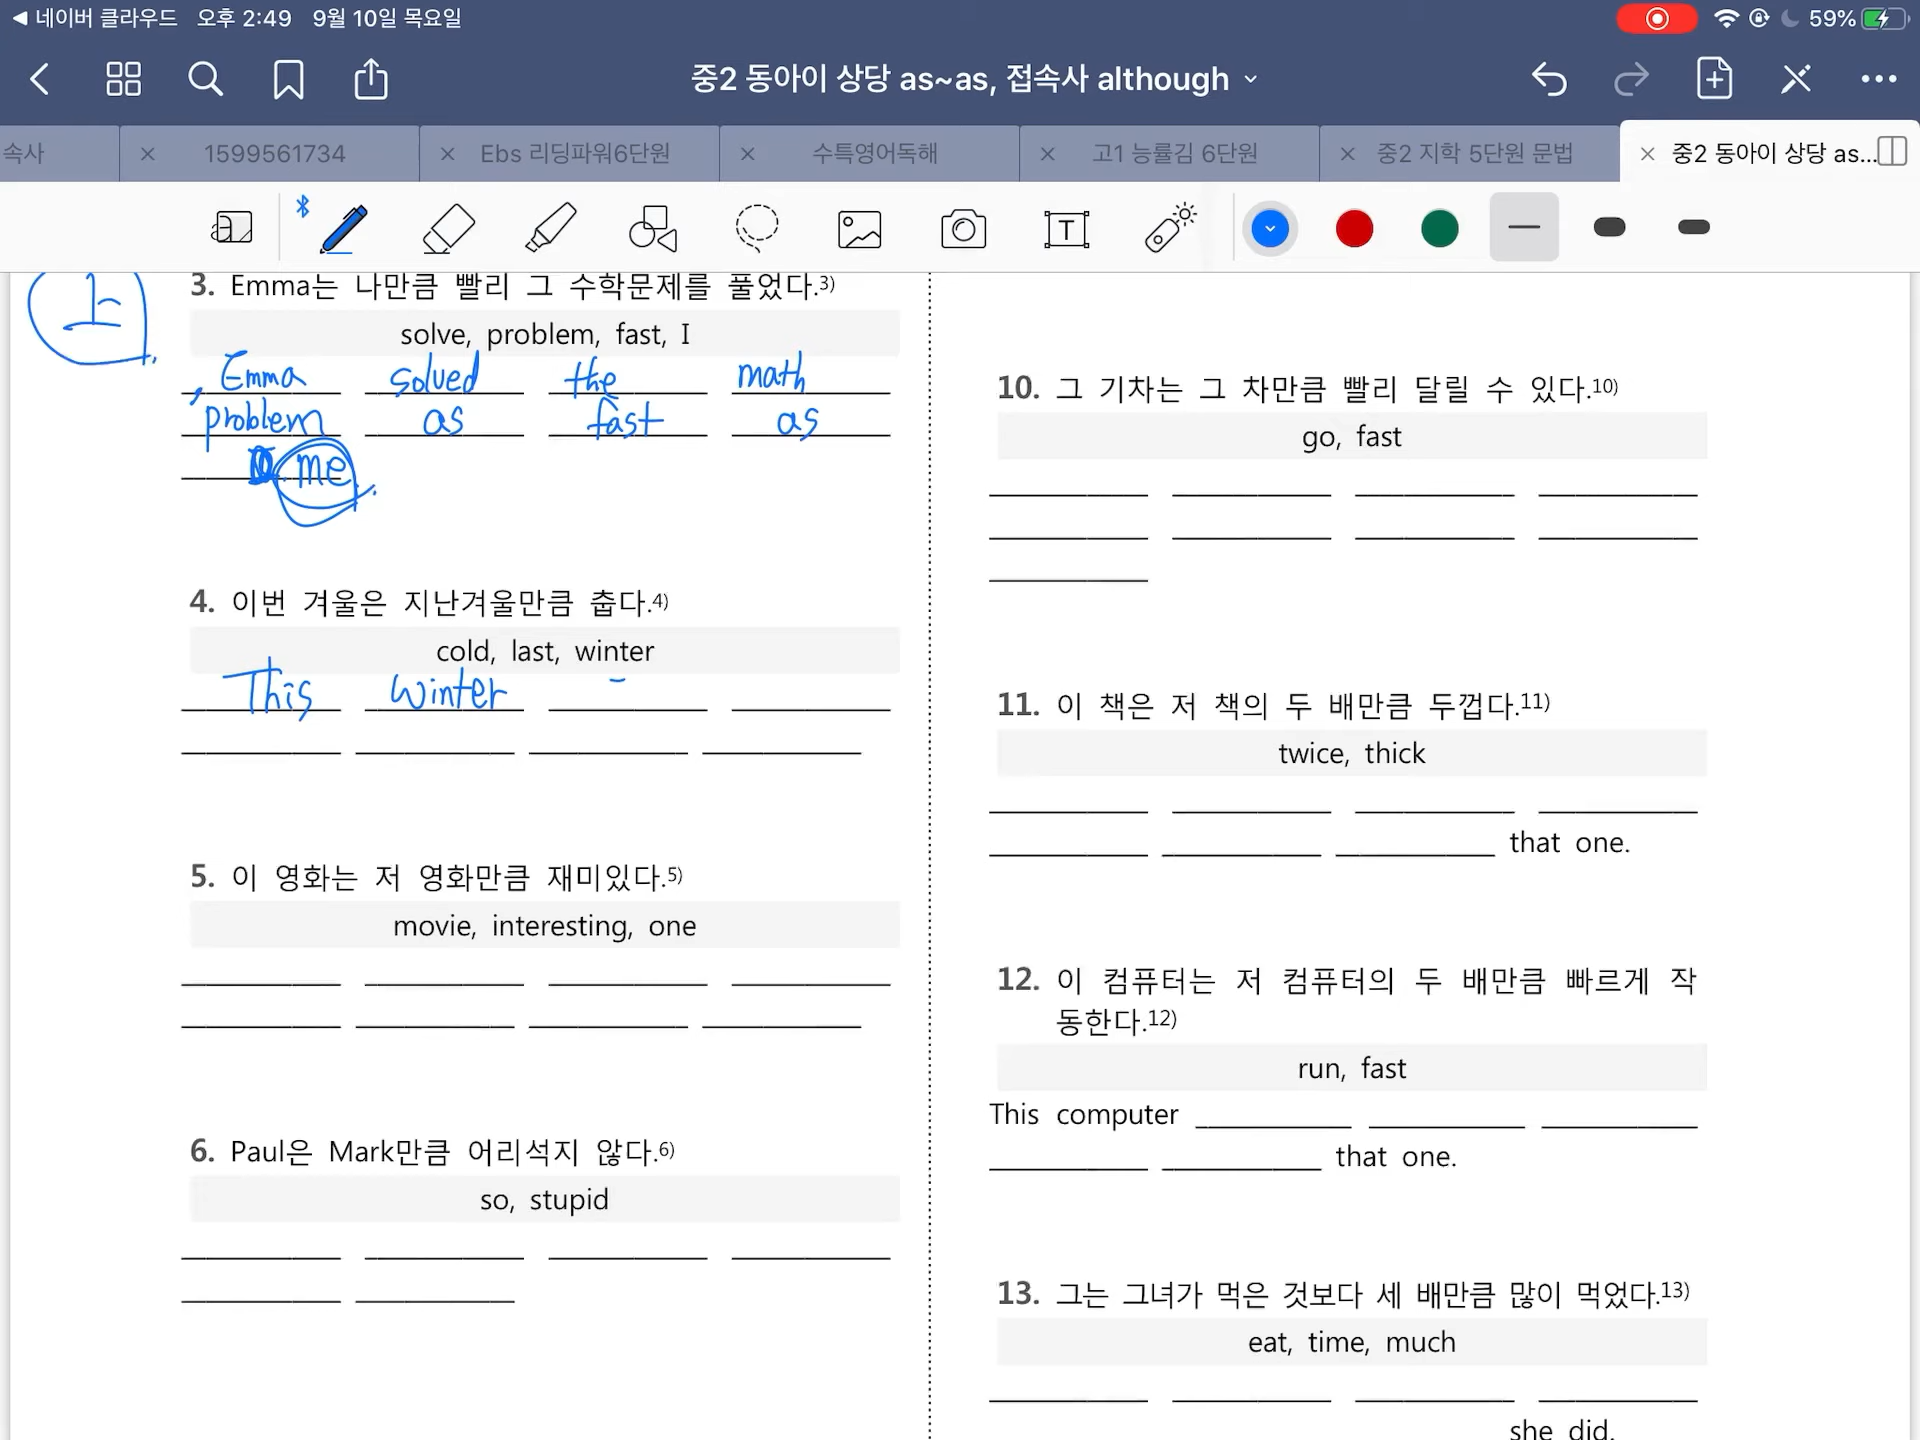 ◀ 네이버 클라우드 오후 2:49 9월 10일 목요일
59%
중2 동아이 상당 as~as, 접속사 although
속사
1599561734
Ebs 리딩파워6단원
수특영어독해
고1 능률김 6단원
중2 지학 5단원 문법
중2 동아이 상당 as...
T
3. Emma는 나만큼 빨리 그 수학문제를 풀었다.3)
solve, problem, fast, I
Emma solved the math
problem as fast as
me
4. 이번 겨울은 지난겨울만큼 춥다.4)
cold, last, winter
This winter
5. 이 영화는 저 영화만큼 재미있다.5)
movie, interesting, one
6. Paul은 Mark만큼 어리석지 않다.6)
so, stupid
10. 그 기차는 그 차만큼 빨리 달릴 수 있다.10)
go, fast
11. 이 책은 저 책의 두 배만큼 두껍다.11)
twice, thick
that one.
12. 이 컴퓨터는 저 컴퓨터의 두 배만큼 빠르게 작
동한다.12)
run, fast
This computer
that one.
13. 그는 그녀가 먹은 것보다 세 배만큼 많이 먹었다.13)
eat, time, much
she did.